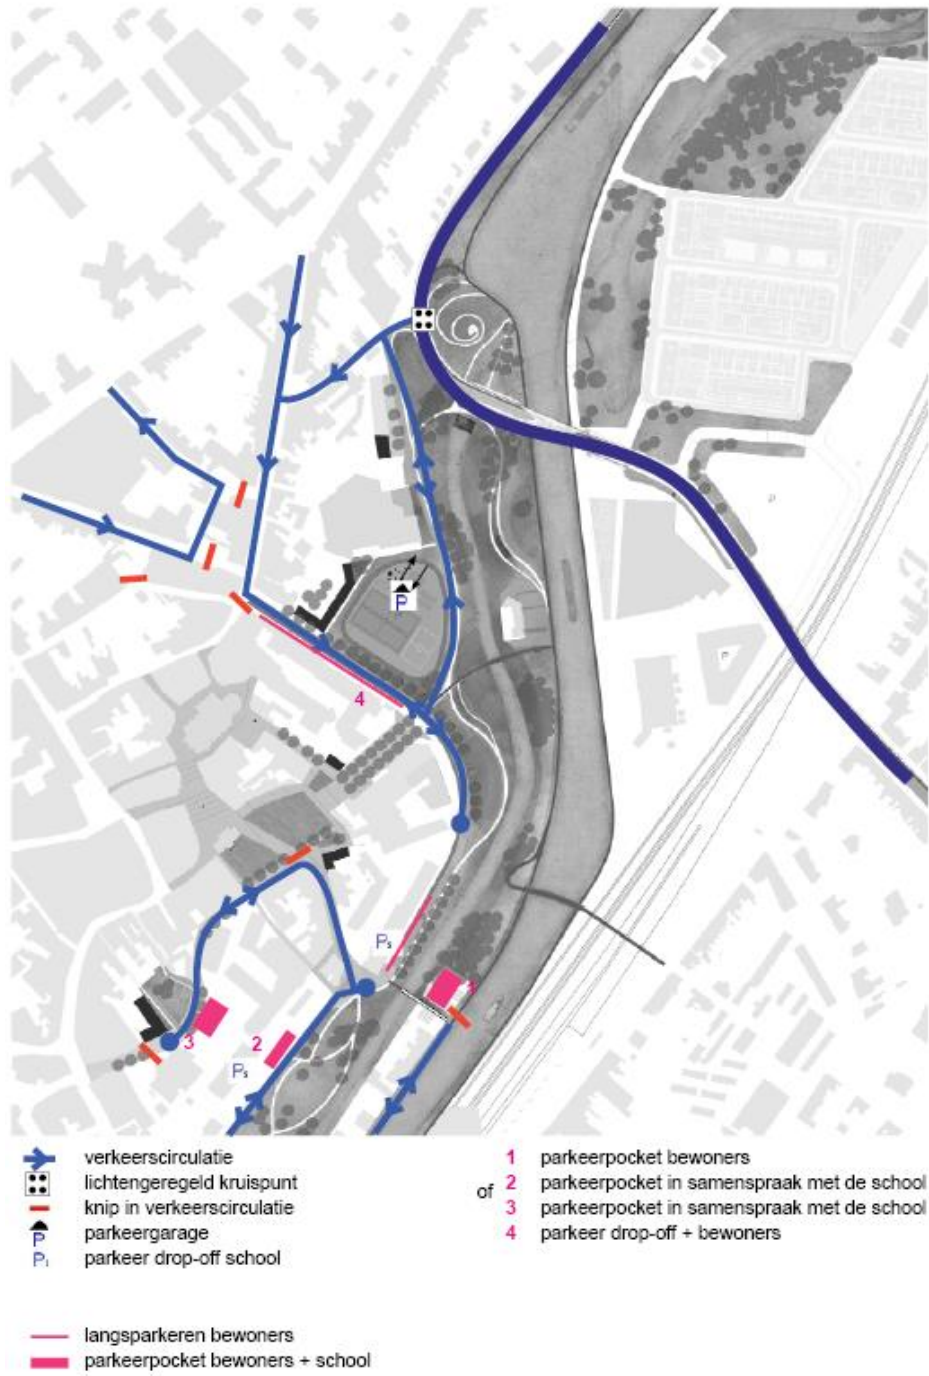 P
4
Ps
1
3
2
Ps
verkeerscirculatie
lichtengeregeld kruispunt
knip in verkeerscirculatie
P parkeergarage
Ps parkeer drop-off school
langsparkeren bewoners
parkeerpocket bewoners + school
1 parkeerpocket bewoners
of 2 parkeerpocket in samenspraak met de school
3 parkeerpocket in samenspraak met de school
4 parkeer drop-off + bewoners